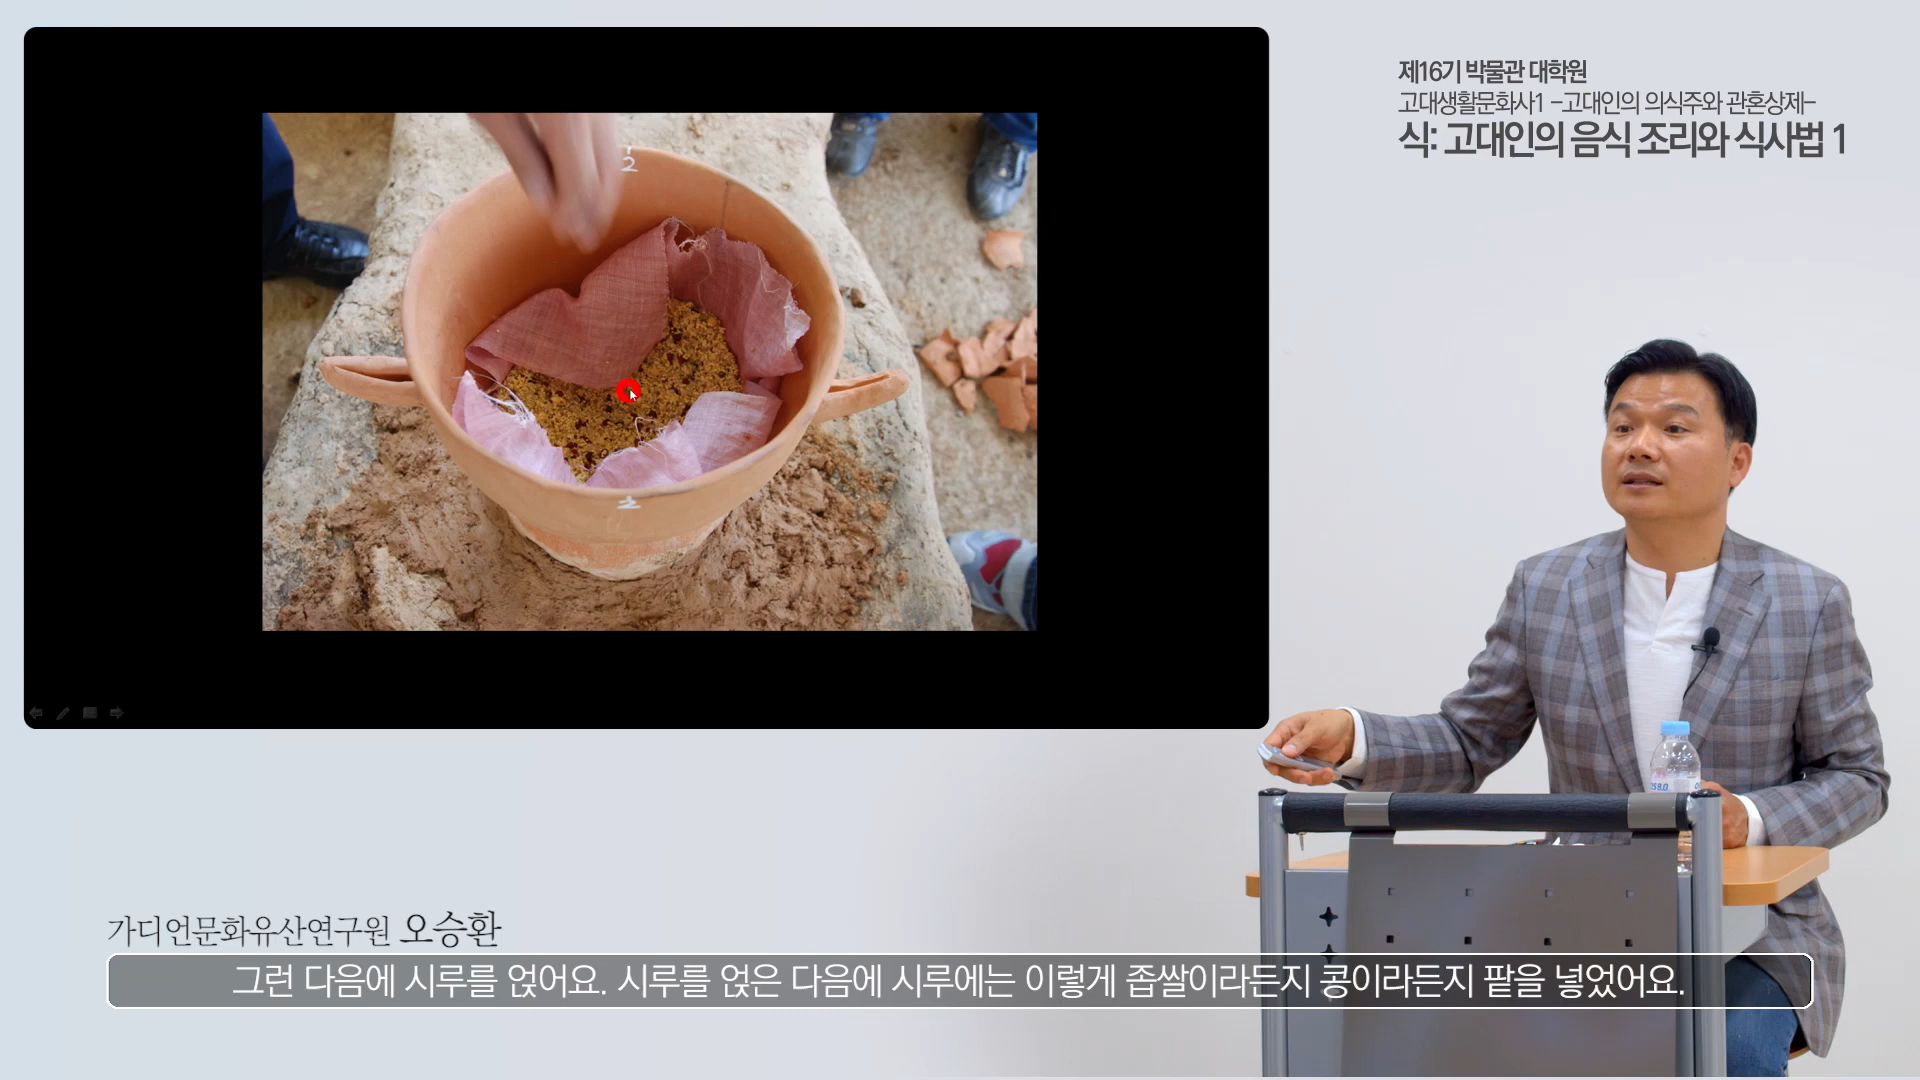 제16기 박물관 대학원
고대생활문화사1 -고대인의 의식주와 관혼상제-
식: 고대인의 음식 조리와 식사법 1
2
2
가디언문화유산연구원 오승환
그런 다음에 시루를 얹어요. 시루를 얹은 다음에 시루에는 이렇게 좁쌀이라든지 콩이라든지 팥을 넣었어요.